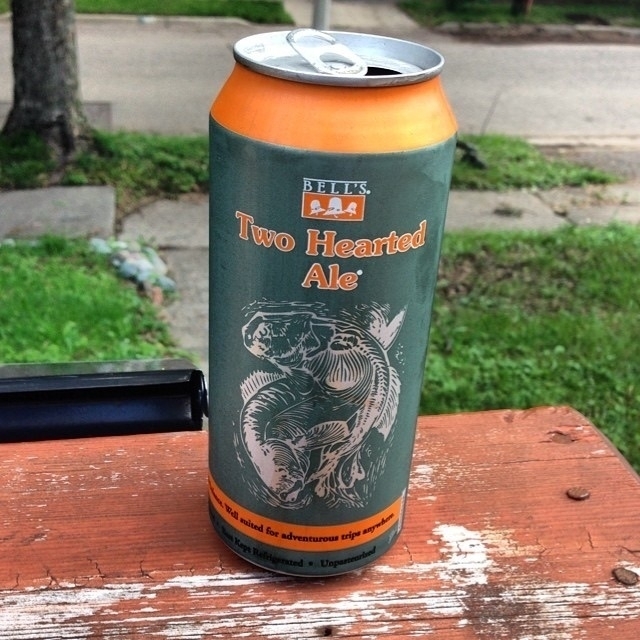 BELL'S®
Two Hearted
Ale®
Well suited for adventurous trips anywhere.
Best Kept Refrigerated • Unpasteurized